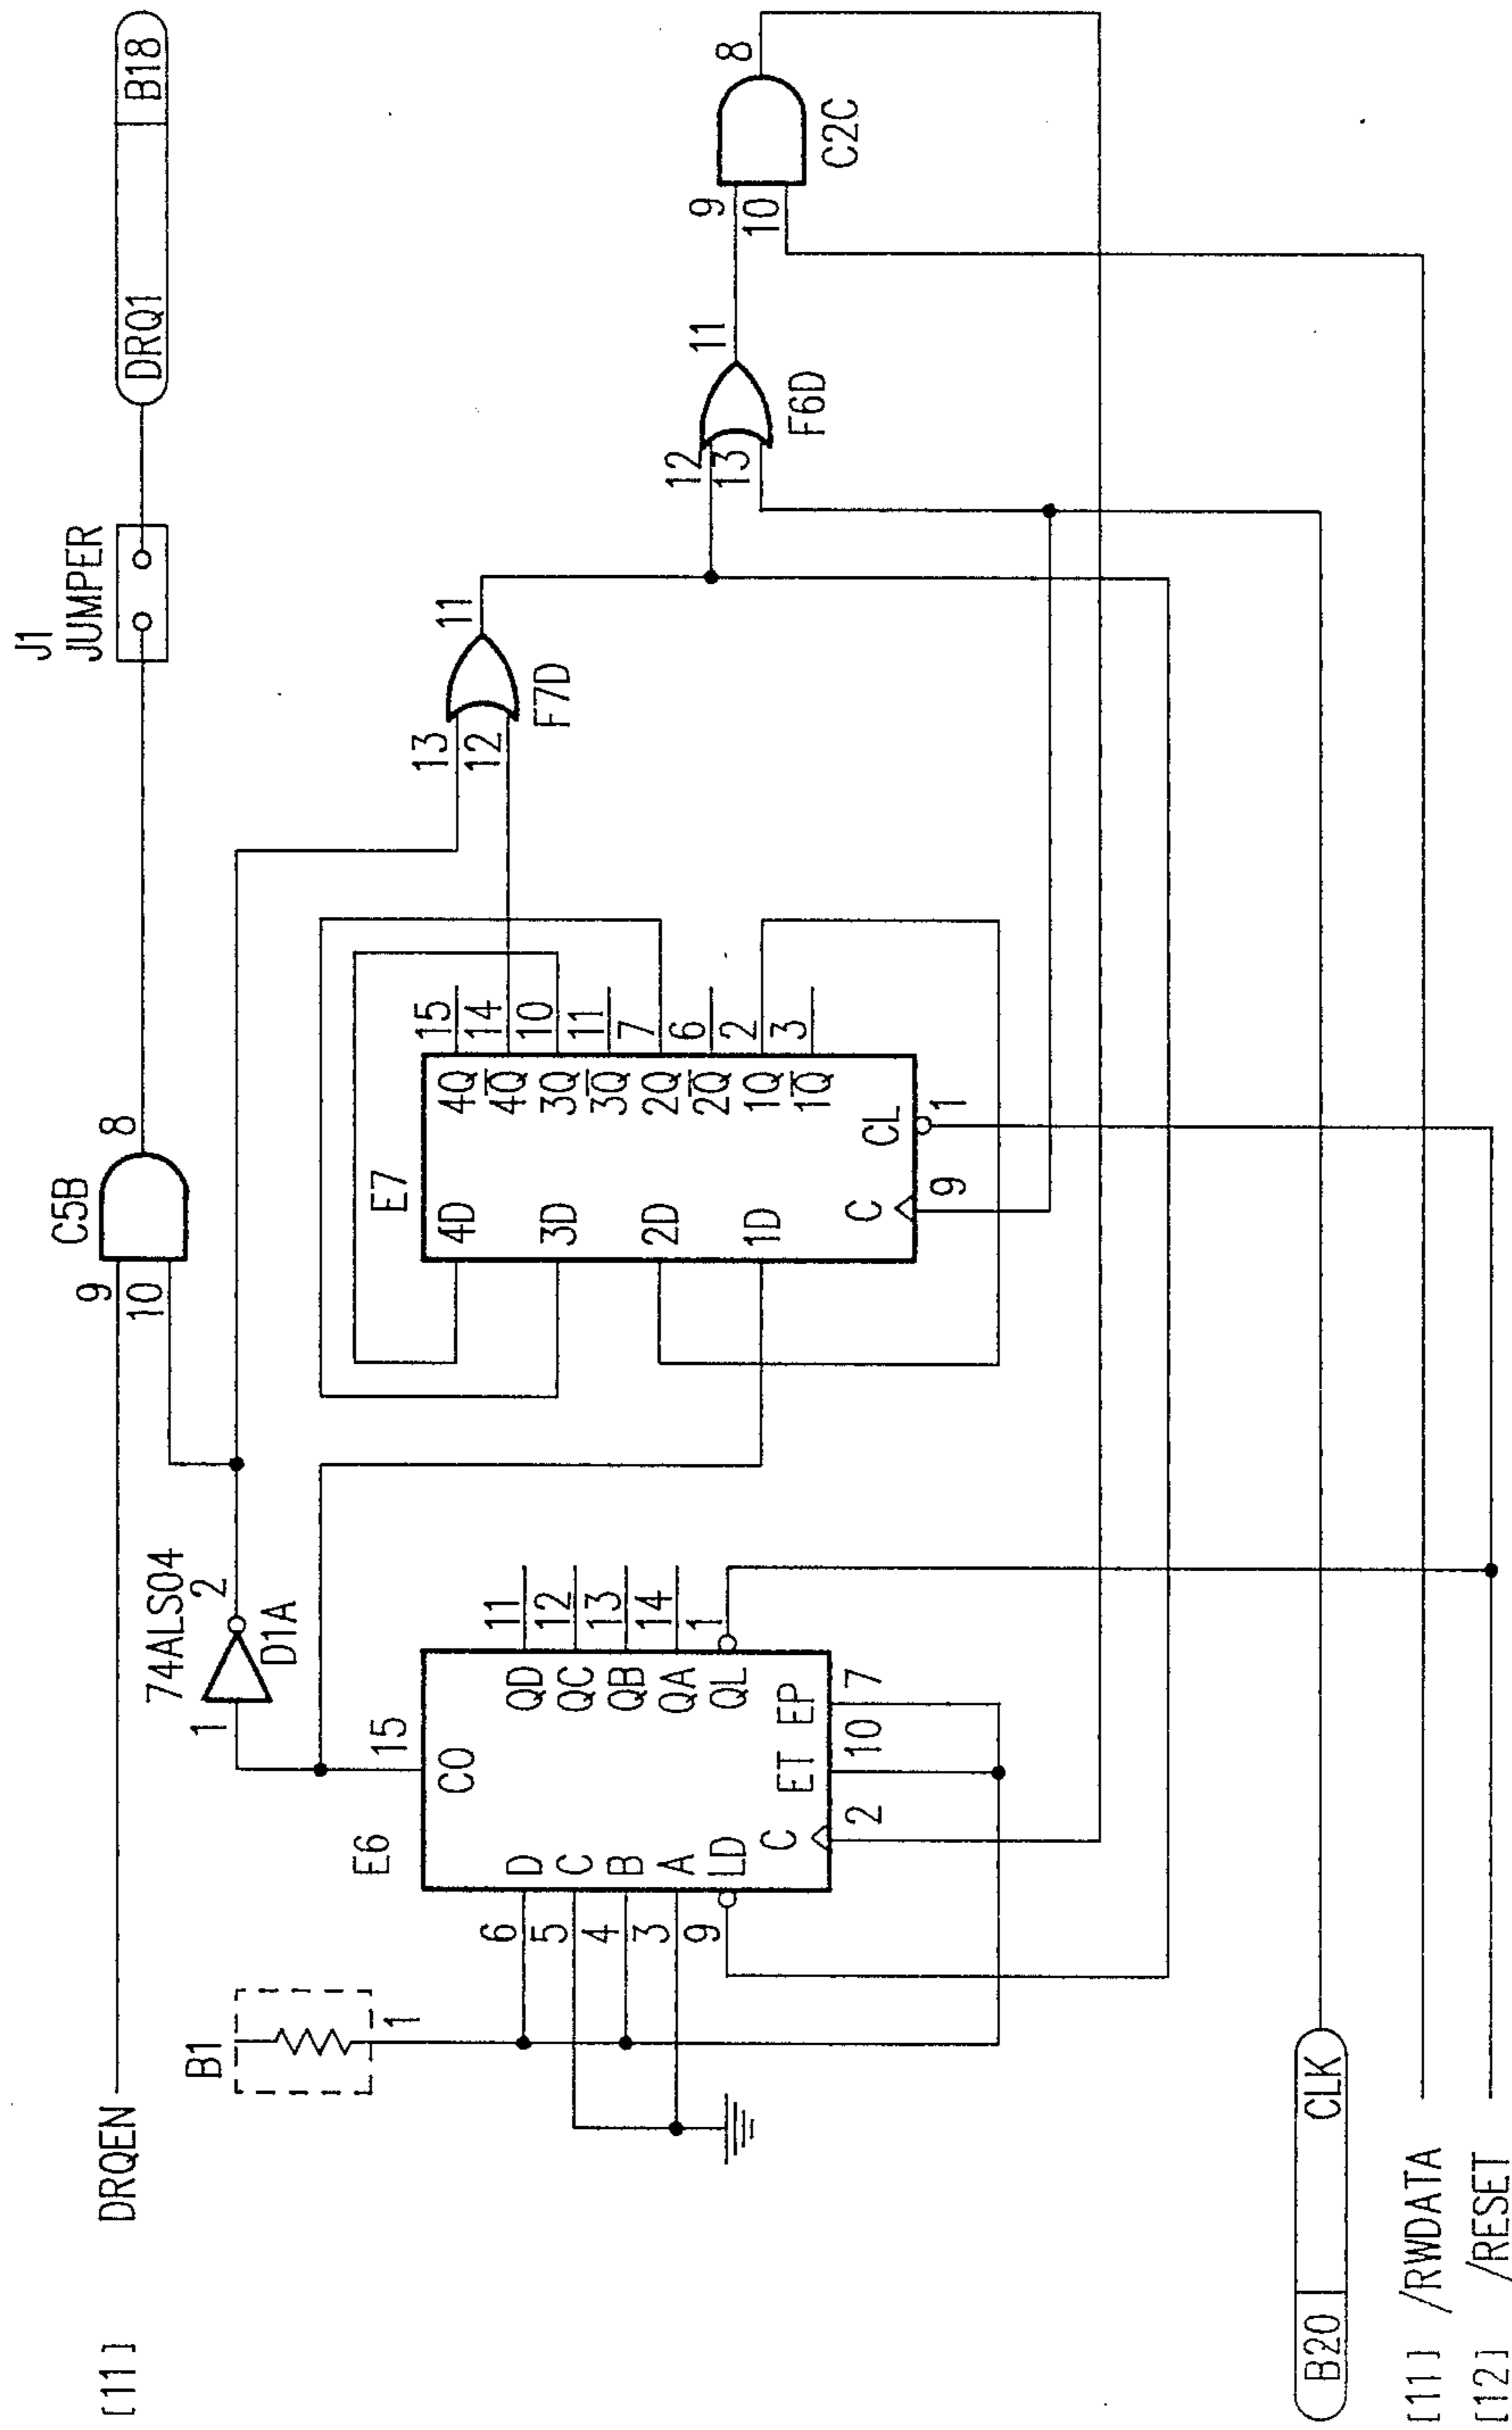 [11] DRQEN
B1
1
74ALS04
1
2
D1A
C5B
9
10
8
J1
JUMPER
DRQ1 B18
E6
CO 15
6 D
5 C
4 B
3 A
9 LD
QD 11
QC 12
QB 13
QA 14
QL 1
C ET EP
2 10 7
E7
4D
3D
2D
1D
4Q 15
4Q̅ 14
3Q 10
3Q̅ 11
2Q 7
2Q̅ 6
1Q 2
1Q̅ 3
C CL
9 1
13
12
11
F7D
12
13
11
F6D
9
10
8
C2C
B20 CLK
[11] /RWDATA
[12] /RESET